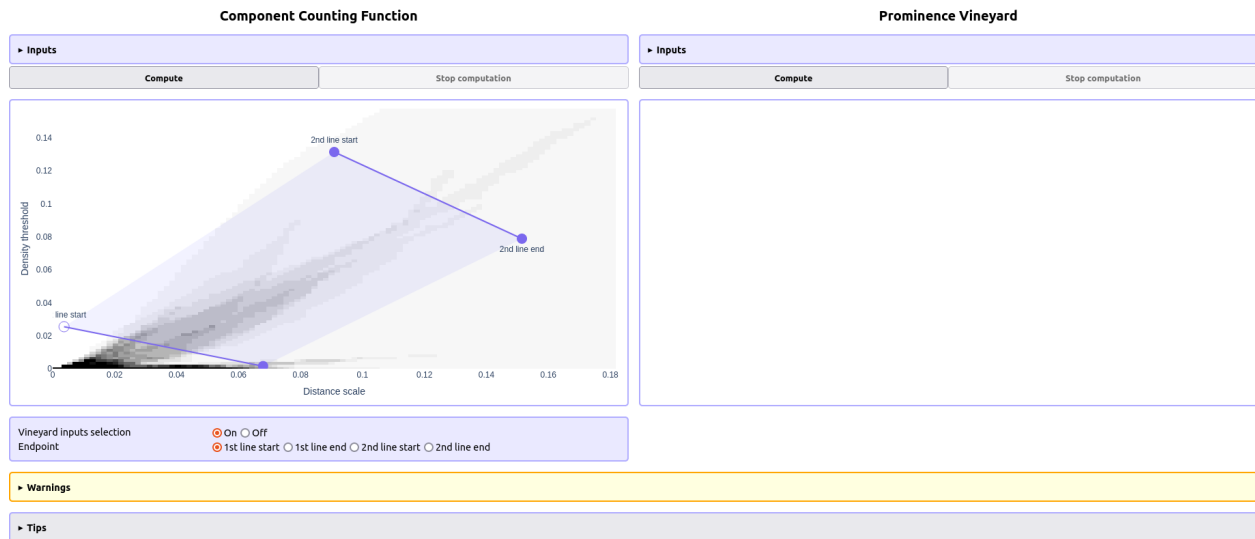 Component Counting Function
Prominence Vineyard
▸ Inputs
▸ Inputs
Compute
Stop computation
Compute
Stop computation
0.14
0.12
0.1
0.08
0.06
0.04
0.02
0
Density threshold
2nd line start
2nd line end
line start
0
0.02
0.04
0.06
0.08
0.1
0.12
0.14
0.16
0.18
Distance scale
Vineyard inputs selection
On Off
Endpoint
1st line start 1st line end 2nd line start 2nd line end
▸ Warnings
▸ Tips